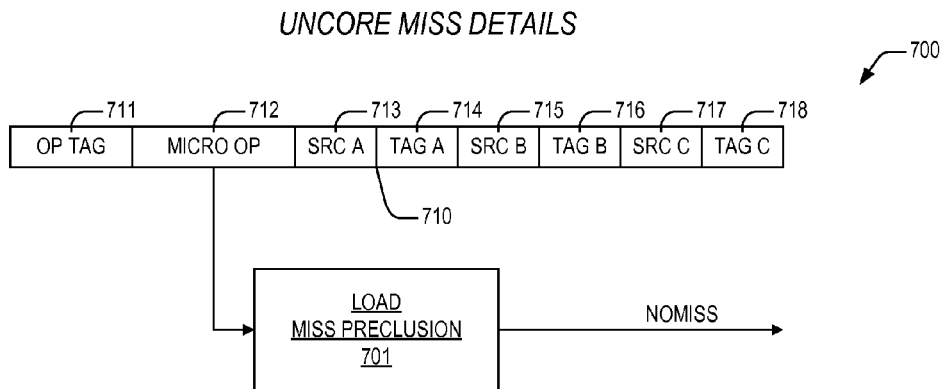 UNCORE MISS DETAILS
700
711 712 713 714 715 716 717 718
OP TAG MICRO OP SRC A TAG A SRC B TAG B SRC C TAG C
710
LOAD
MISS PRECLUSION
701
NOMISS